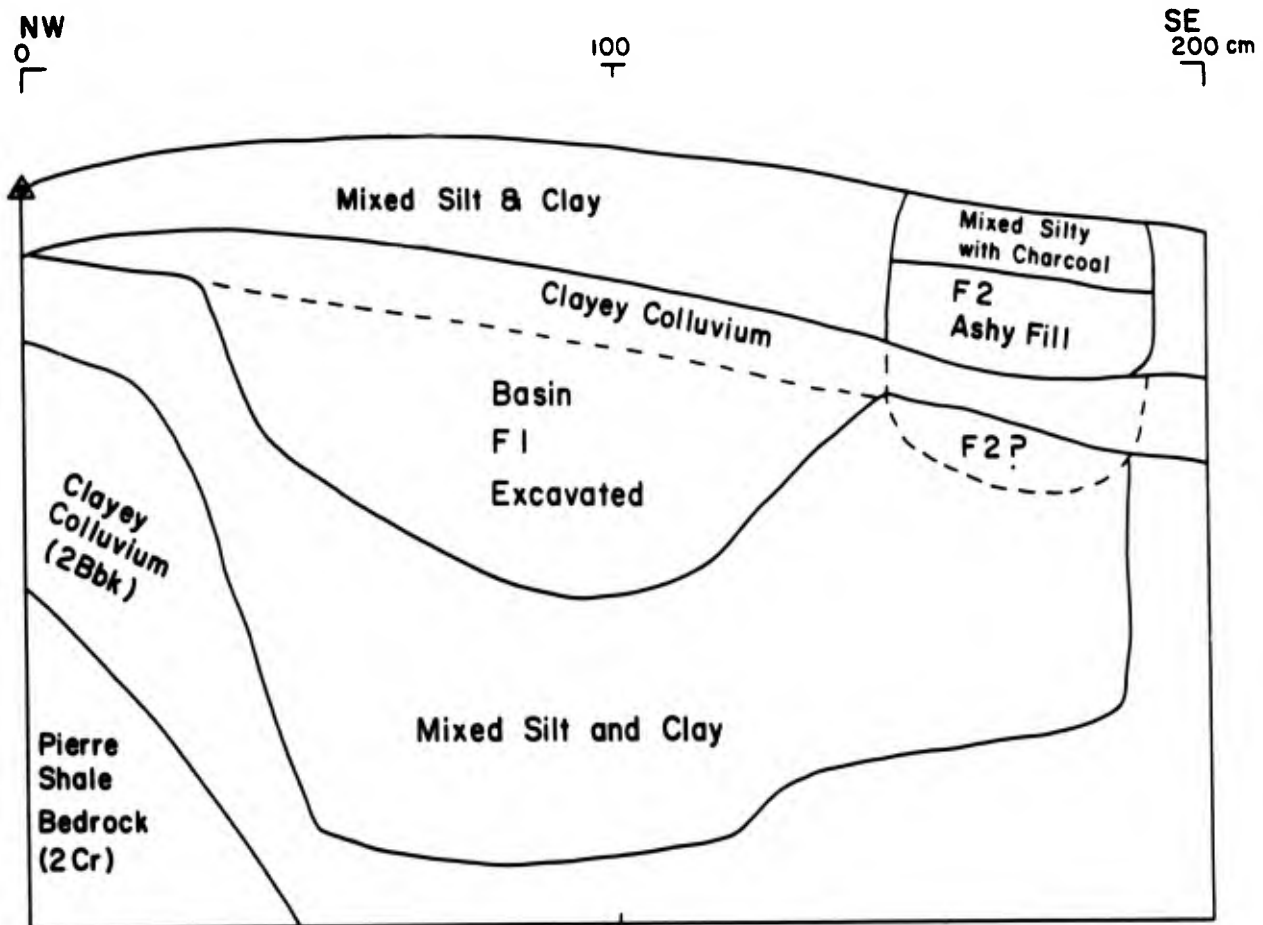 NW
SE
0
100
200 cm
Mixed Silt & Clay
Mixed Silty
with Charcoal
F2
Ashy Fill
Clayey Colluvium
Basin
F1
Excavated
F2?
Clayey
Colluvium
(2Bbk)
Mixed Silt and Clay
Pierre
Shale
Bedrock
(2Cr)